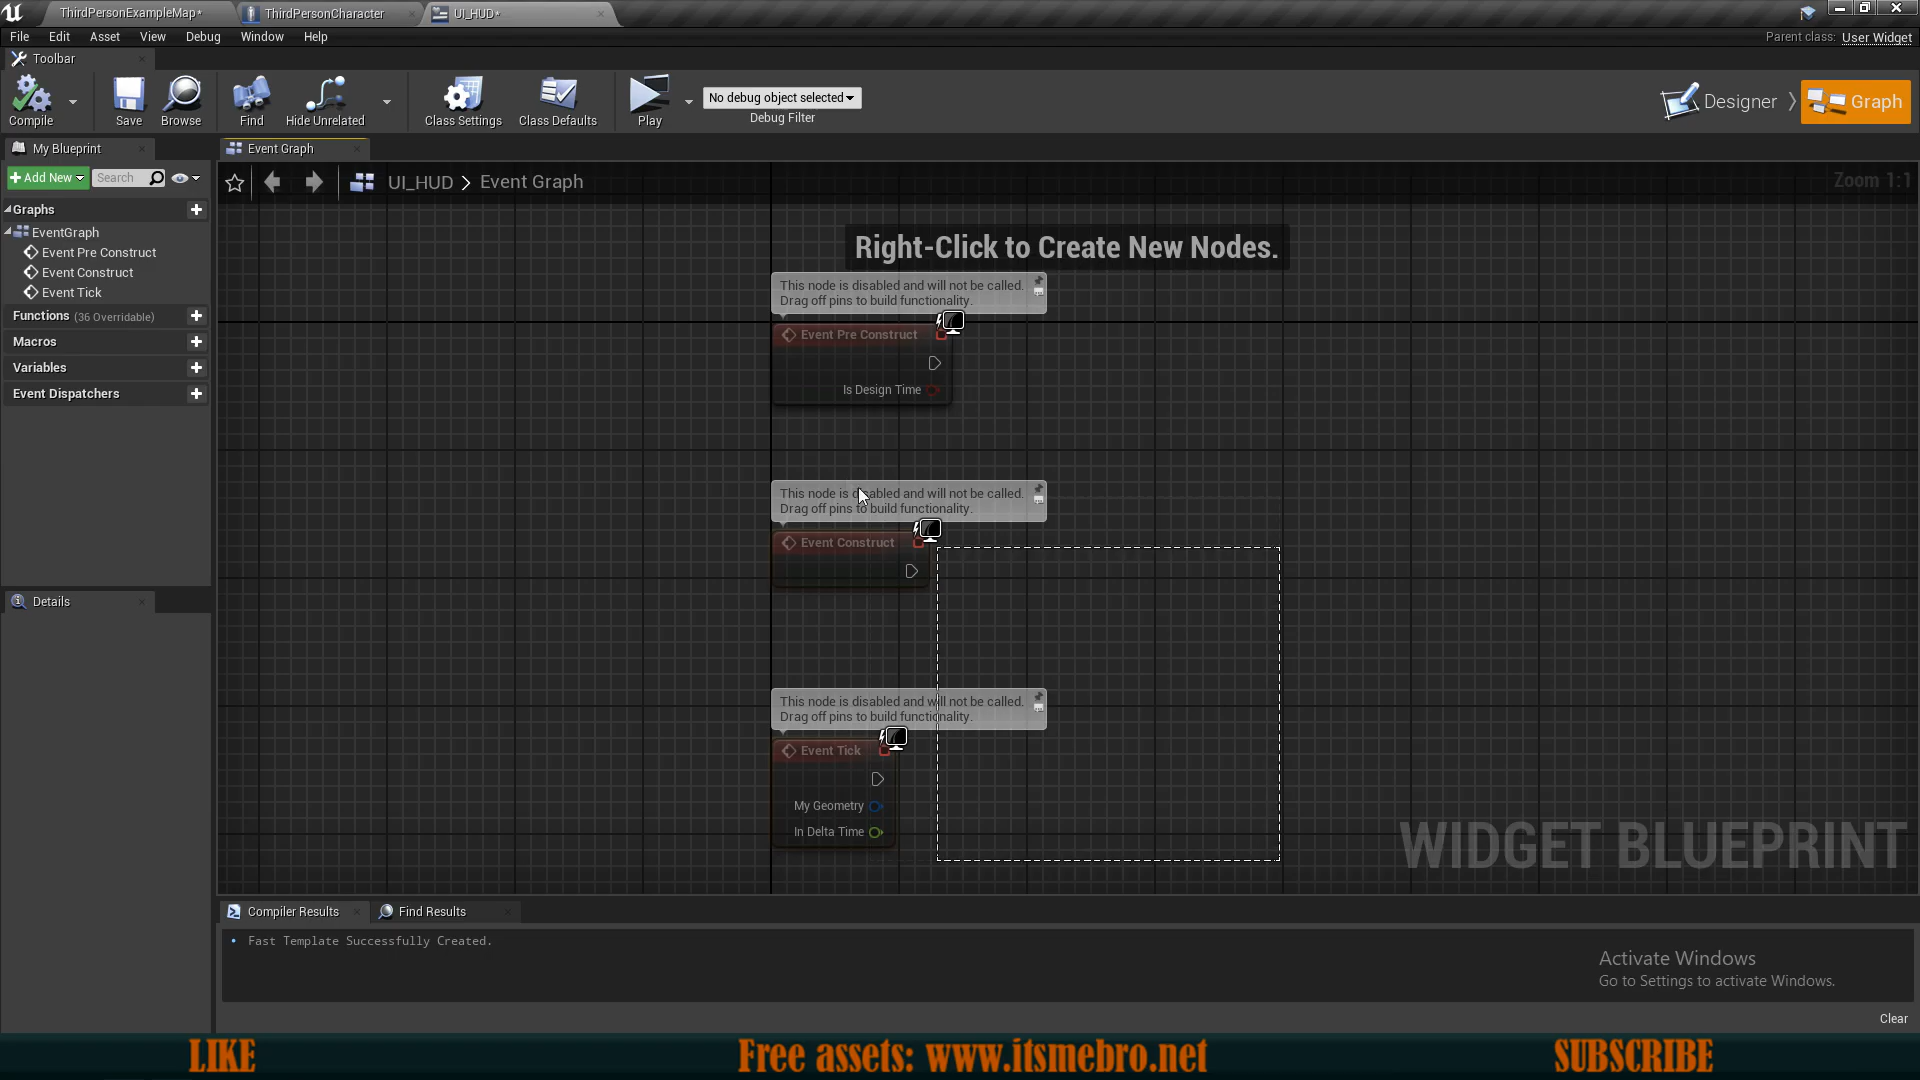 ThirdPersonExampleMap*
ThirdPersonCharacter
UI_HUD*
File Edit Asset View Debug Window Help
Parent class: User Widget
Toolbar
Compile
Save
Browse
Find
Hide Unrelated
Class Settings
Class Defaults
Play
No debug object selected
Debug Filter
Designer
Graph
My Blueprint
Event Graph
Add New
Search
UI_HUD > Event Graph
Zoom 1:1
Graphs
EventGraph
Event Pre Construct
Event Construct
Event Tick
Functions (36 Overridable)
Macros
Variables
Event Dispatchers
Details
Right-Click to Create New Nodes.
This node is disabled and will not be called.
Drag off pins to build functionality.
Event Pre Construct
Is Design Time
This node is disabled and will not be called.
Drag off pins to build functionality.
Event Construct
This node is disabled and will not be called.
Drag off pins to build functionality.
Event Tick
My Geometry
In Delta Time
WIDGET BLUEPRINT
Compiler Results
Find Results
Fast Template Successfully Created.
Activate Windows
Go to Settings to activate Windows.
Clear
LIKE
Free assets: www.itsmebro.net
SUBSCRIBE